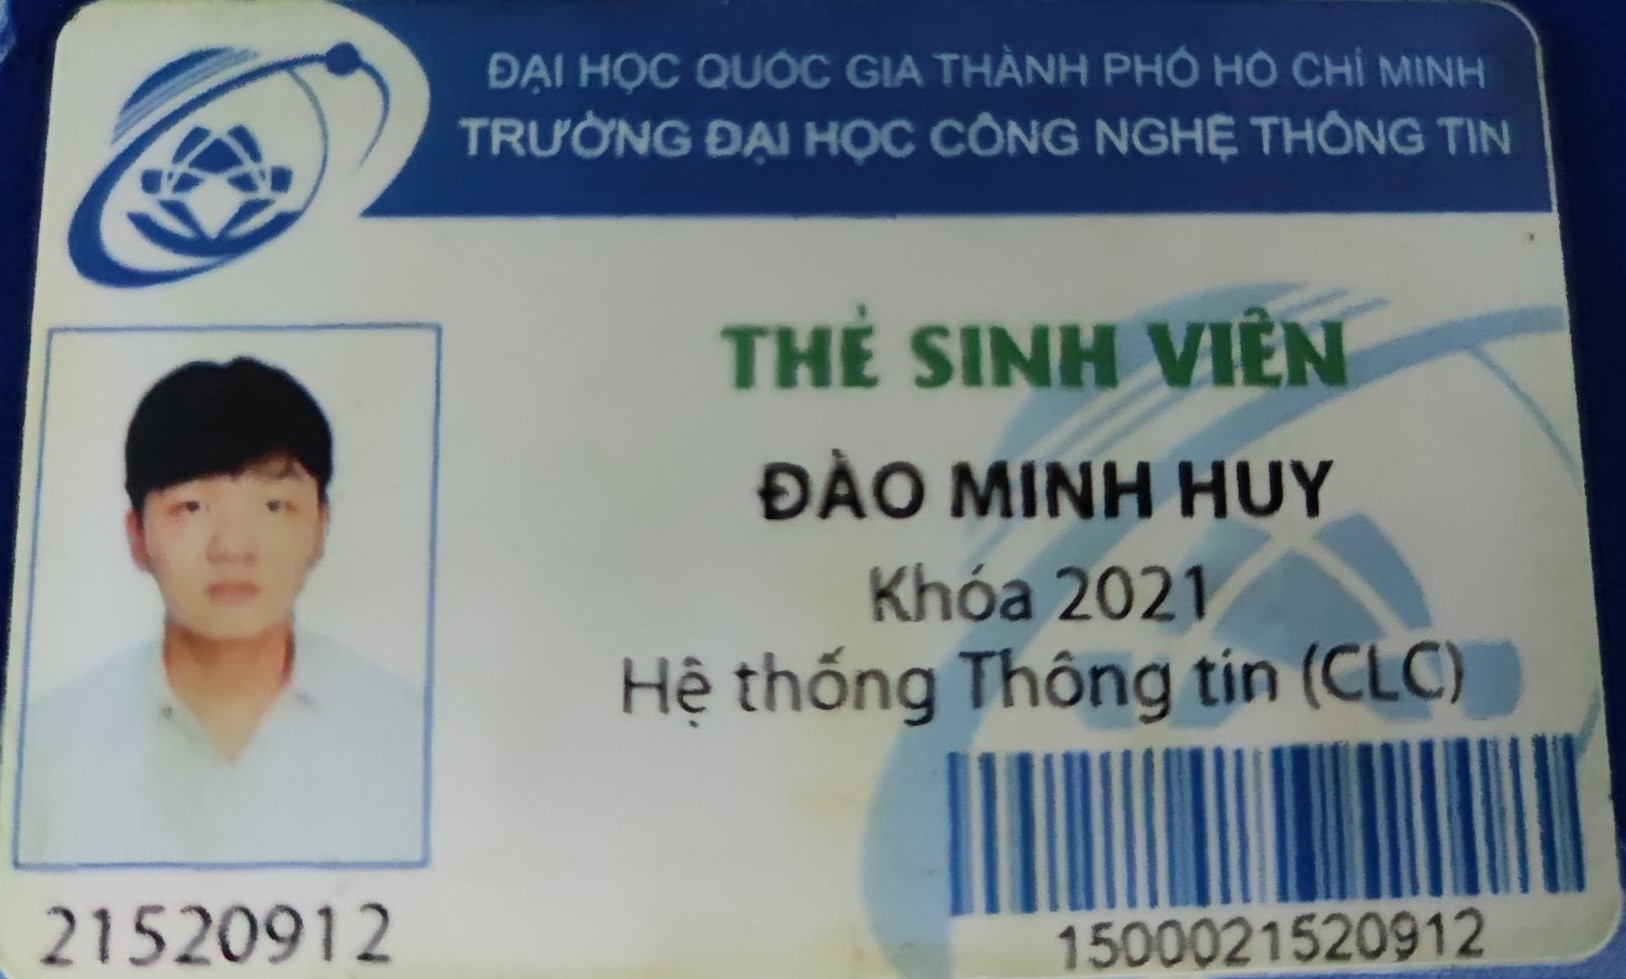 ĐẠI HỌC QUỐC GIA THÀNH PHỐ HỒ CHÍ MINH
TRƯỜNG ĐẠI HỌC CÔNG NGHỆ THÔNG TIN
THẺ SINH VIÊN
ĐÀO MINH HUY
Khóa 2021
Hệ thống Thông tin (CLC)
21520912
1500021520912